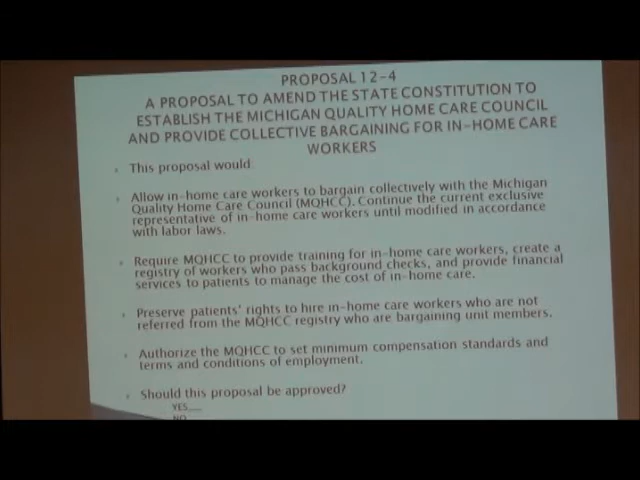 PROPOSAL 12-4
A PROPOSAL TO AMEND THE STATE CONSTITUTION TO
ESTABLISH THE MICHIGAN QUALITY HOME CARE COUNCIL
AND PROVIDE COLLECTIVE BARGAINING FOR IN-HOME CARE
WORKERS
This proposal would
Allow in-home care workers to bargain collectively with the Michigan
Quality Home Care Council (MQHCC). Continue the current exclusive
representative of in-home care workers until modified in accordance
with labor laws.
Require MQHCC to provide training for in-home care workers, create a
registry of workers who pass background checks, and provide financial
services to patients to manage the cost of in-home care.
Preserve patients' rights to hire in-home care workers who are not
referred from the MQHCC registry who are bargaining unit members.
Authorize the MQHCC to set minimum compensation standards and
terms and conditions of employment.
Should this proposal be approved?
YES__
NO